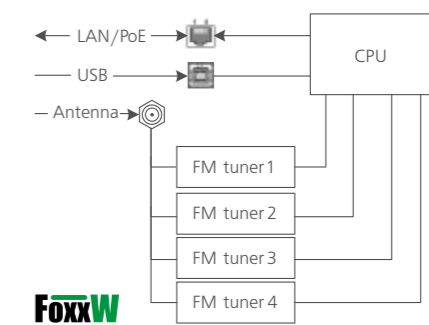 LAN/PoE
CPU
USB
Antenna
FM tuner 1
FM tuner 2
FM tuner 3
FM tuner 4
FoxxW